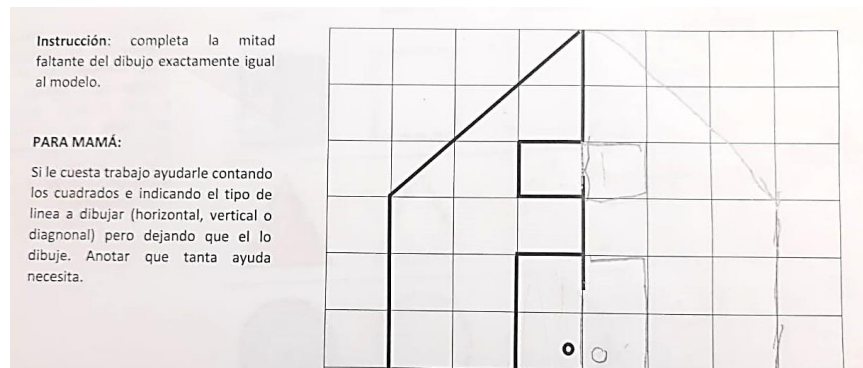 Instrucción: completa la mitad
faltante del dibujo exactamente igual
al modelo.
PARA MAMÁ:
Si le cuesta trabajo ayudarle contando
los cuadrados e indicando el tipo de
linea a dibujar (horizontal, vertical o
diagnonal) pero dejando que el lo
dibuje. Anotar que tanta ayuda
necesita.